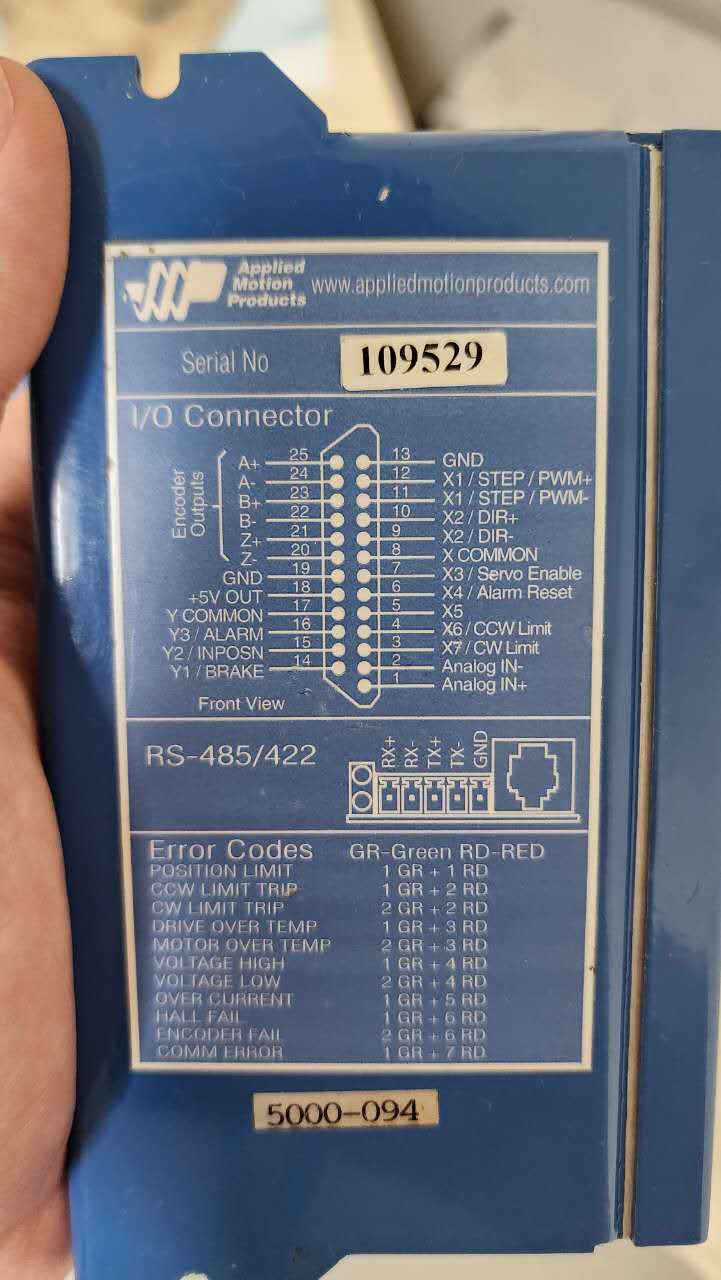 Applied
Motion
Products
www.appliedmotionproducts.com
Serial No 109529
I/O Connector
Encoder
Outputs
A+ 25
A- 24
B+ 23
B- 22
Z+ 21
Z- 20
GND 19
+5V OUT 18
Y COMMON 17
Y3 / ALARM 16
Y2 / INPOSN 15
Y1 / BRAKE 14
13 GND
12 X1 / STEP / PWM+
11 X1 / STEP / PWM-
10 X2 / DIR+
9 X2 / DIR-
8 X COMMON
7 X3 / Servo Enable
6 X4 / Alarm Reset
5 X5
4 X6 / CCW Limit
3 X7 / CW Limit
2 Analog IN-
1 Analog IN+
Front View
RS-485/422
RX+
RX-
TX+
TX-
GND
Error Codes GR-Green RD-RED
POSITION LIMIT 1 GR + 1 RD
CCW LIMIT TRIP 1 GR + 2 RD
CW LIMIT TRIP 2 GR + 2 RD
DRIVE OVER TEMP 1 GR + 3 RD
MOTOR OVER TEMP 2 GR + 3 RD
VOLTAGE HIGH 1 GR + 4 RD
VOLTAGE LOW 2 GR + 4 RD
OVER CURRENT 1 GR + 5 RD
HALL FAIL 1 GR + 6 RD
ENCODER FAIL 2 GR + 6 RD
COMM ERROR 1 GR + 7 RD
5000-094